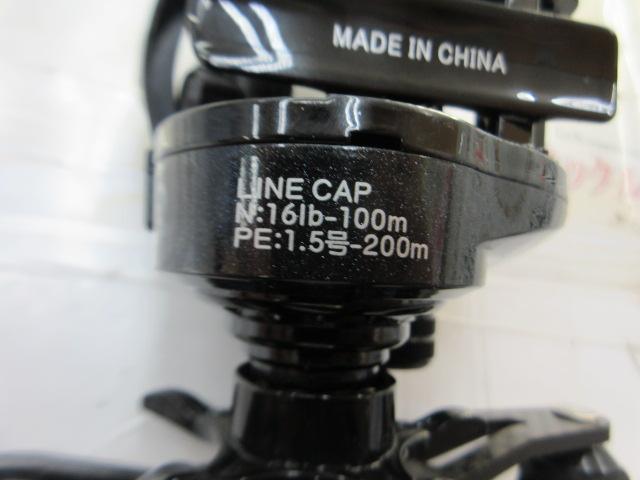 MADE IN CHINA
LINE CAP
N:16lb-100m
PE:1.5号-200m